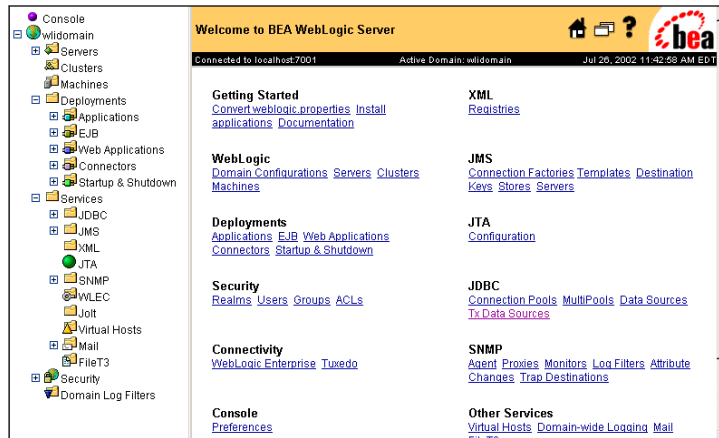 Console
wlidomain
Servers
Clusters
Machines
Deployments
Applications
EJB
Web Applications
Connectors
Startup & Shutdown
Services
JDBC
JMS
XML
JTA
SNMP
WLEC
Jolt
Virtual Hosts
Mail
FileT3
Security
Domain Log Filters
Welcome to BEA WebLogic Server
?
bea
Connected to localhost:7001 Active Domain: wlidomain Jul 26, 2002 11:42:58 AM EDT
Getting Started
Convert weblogic.properties Install
applications Documentation
XML
Registries
WebLogic
Domain Configurations Servers Clusters
Machines
JMS
Connection Factories Templates Destination
Keys Stores Servers
Deployments
Applications EJB Web Applications
Connectors Startup & Shutdown
JTA
Configuration
Security
Realms Users Groups ACLs
JDBC
Connection Pools MultiPools Data Sources
Tx Data Sources
Connectivity
WebLogic Enterprise Tuxedo
SNMP
Agent Proxies Monitors Log Filters Attribute
Changes Trap Destinations
Console
Preferences
Other Services
Virtual Hosts Domain-wide Logging Mail